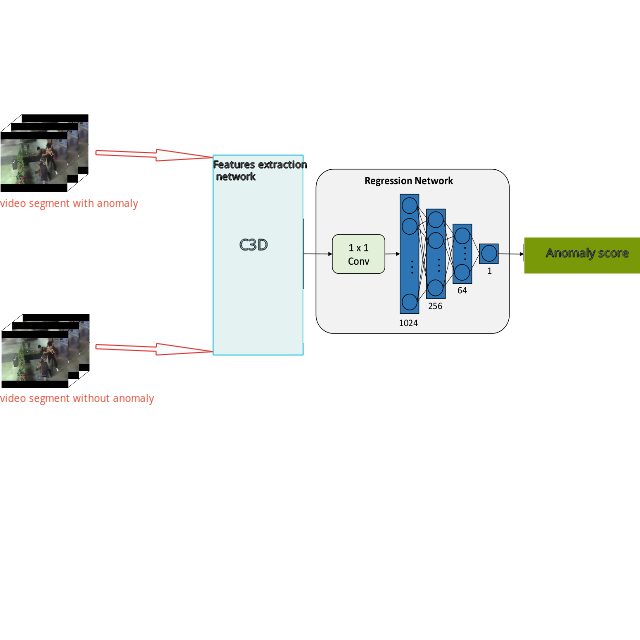 Features extraction
network
Regression Network
video segment with anomaly
C3D
1 x 1
Conv
Anomaly score
1
64
256
1024
video segment without anomaly